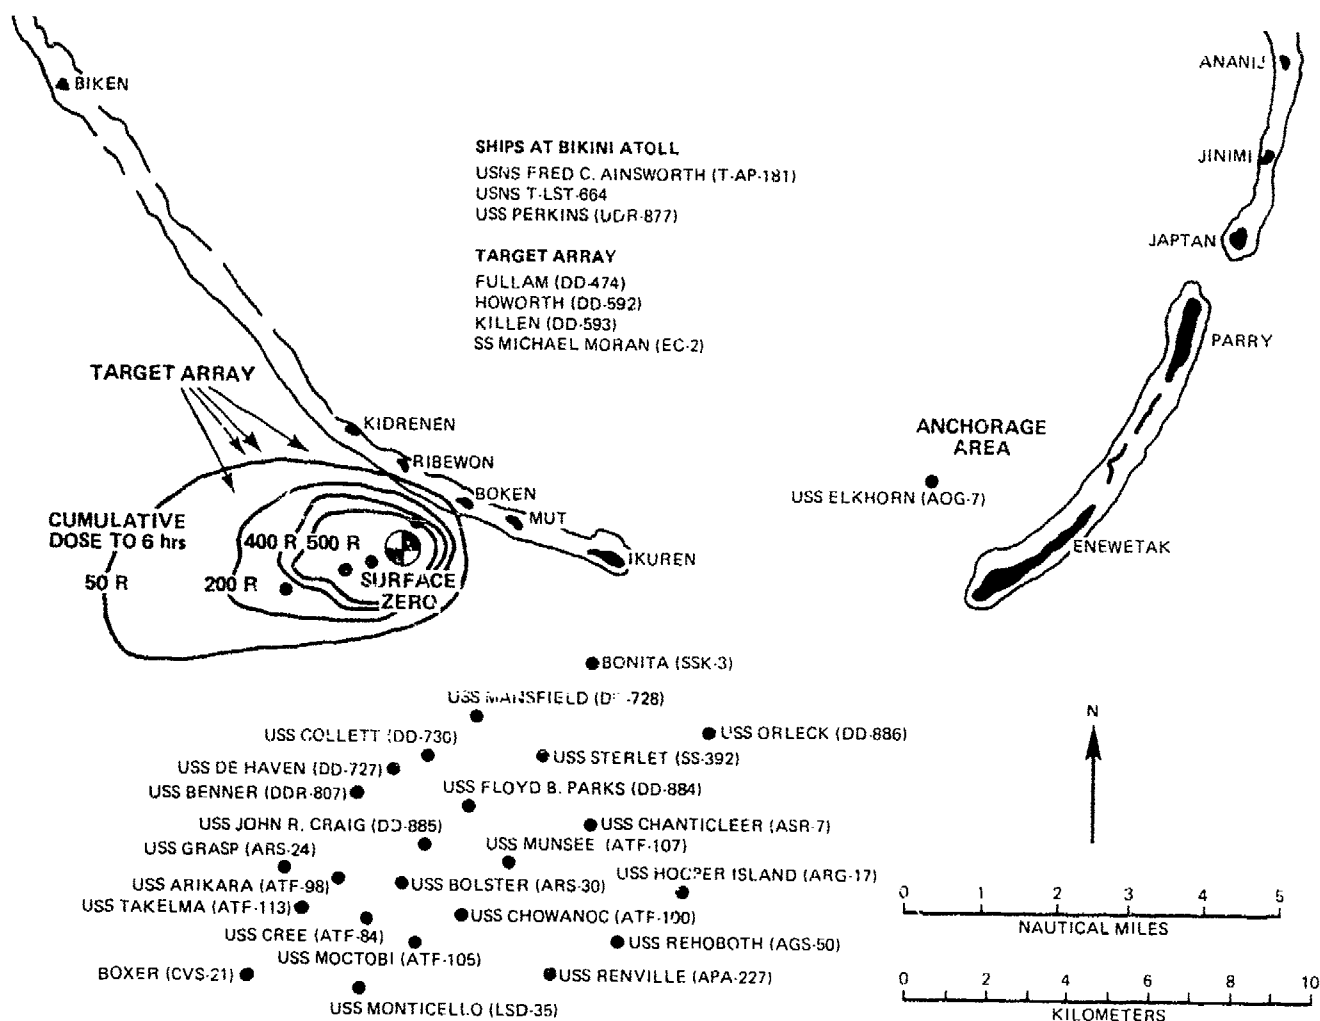 BIKEN
ANANIJ
JINIMI
JAPTAN
PARRY
SHIPS AT BIKINI ATOLL
USNS FRED C. AINSWORTH (T-AP-181)
USNS T-LST-664
USS PERKINS (DDR-877)
TARGET ARRAY
FULLAM (DD-474)
HOWORTH (DD-592)
KILLEN (DD-593)
SS MICHAEL MORAN (EC-2)
TARGET ARRAY
KIDRENEN
RIBEWON
BOKEN
MUT
IKUREN
ANCHORAGE
AREA
USS ELKHORN (AOG-7)
ENEWETAK
CUMULATIVE
DOSE TO 6 hrs
400 R
500 R
50 R
200 R
SURFACE
ZERO
BONITA (SSK-3)
USS MANSFIELD (DD-728)
USS ORLECK (DD-886)
USS COLLETT (DD-730)
USS STERLET (SS-392)
USS DE HAVEN (DD-727)
USS BENNER (DDR-807)
USS FLOYD B. PARKS (DD-884)
USS JOHN R. CRAIG (DD-885)
USS CHANTICLEER (ASR-7)
USS GRASP (ARS-24)
USS MUNSEE (ATF-107)
USS HOOPER ISLAND (ARG-17)
USS ARIKARA (ATF-98)
USS BOLSTER (ARS-30)
USS TAKELMA (ATF-113)
USS CHOWANOC (ATF-100)
USS CREE (ATF-84)
USS REHOBOTH (AGS-50)
USS MOCTOBI (ATF-105)
BOXER (CVS-21)
USS RENVILLE (APA-227)
USS MONTICELLO (LSD-35)
N
0 1 2 3 4 5
NAUTICAL MILES
0 2 4 6 8 10
KILOMETERS